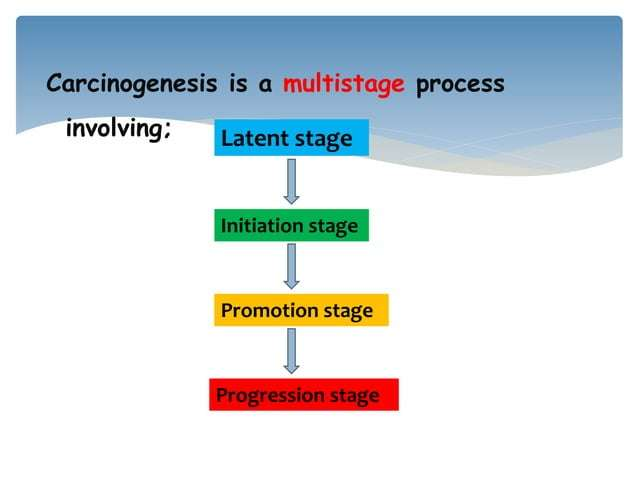 Carcinogenesis is a multistage process
involving;
Latent stage
Initiation stage
Promotion stage
Progression stage